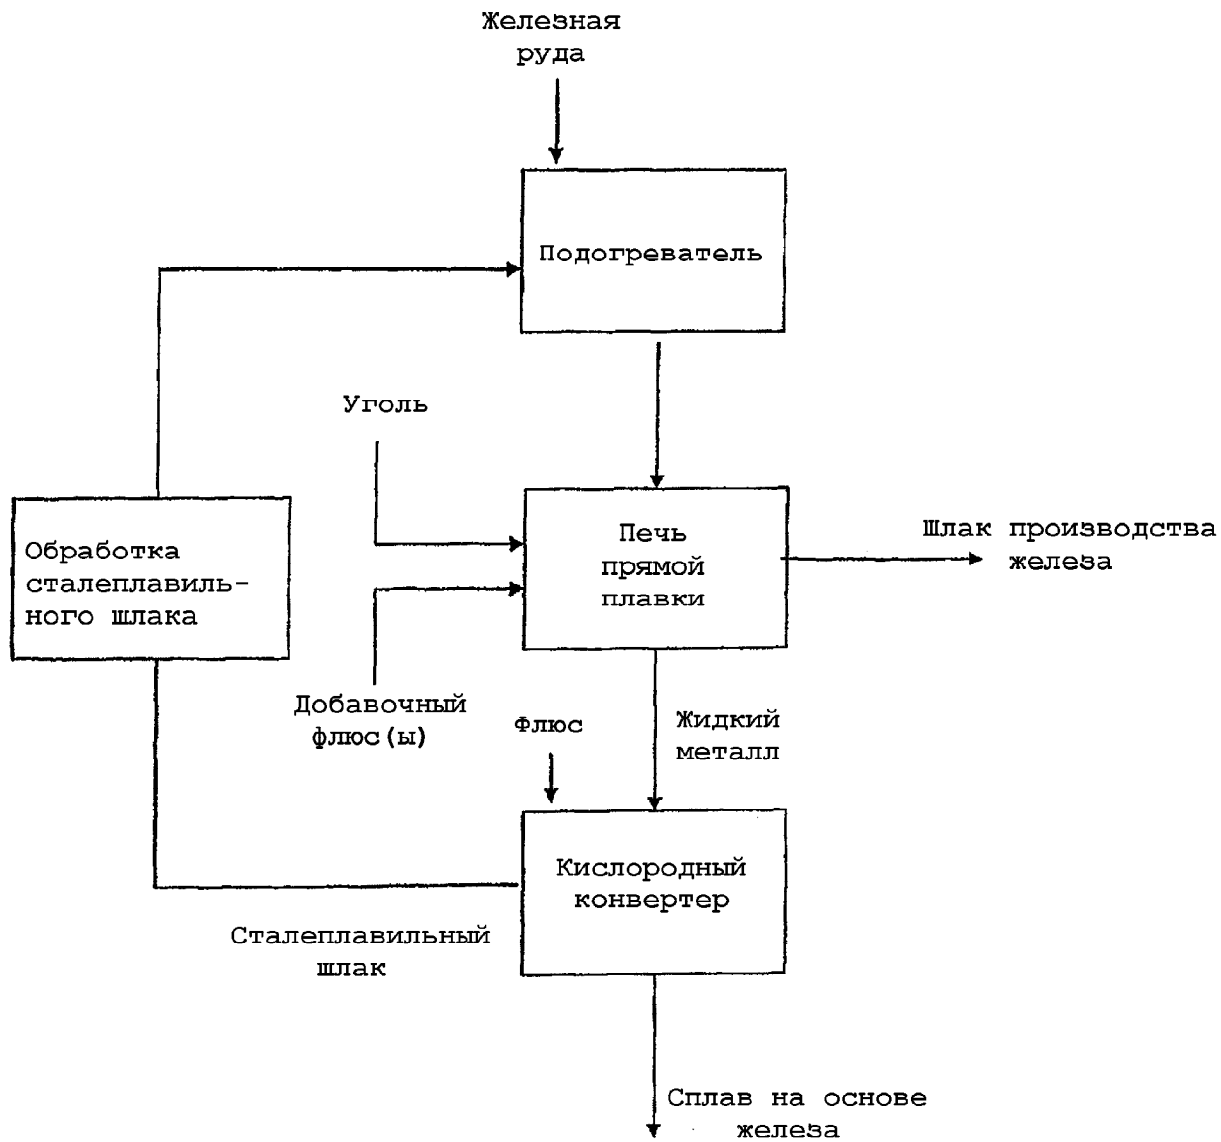 Железная
руда
Подогреватель
Уголь
Обработка
сталеплавиль-
ного шлака
Печь
прямой
плавки
Шлак производства
железа
Добавочный
флюс(ы)
Флюс
Жидкий
металл
Кислородный
конвертер
Сталеплавильный
шлак
Сплав на основе
железа